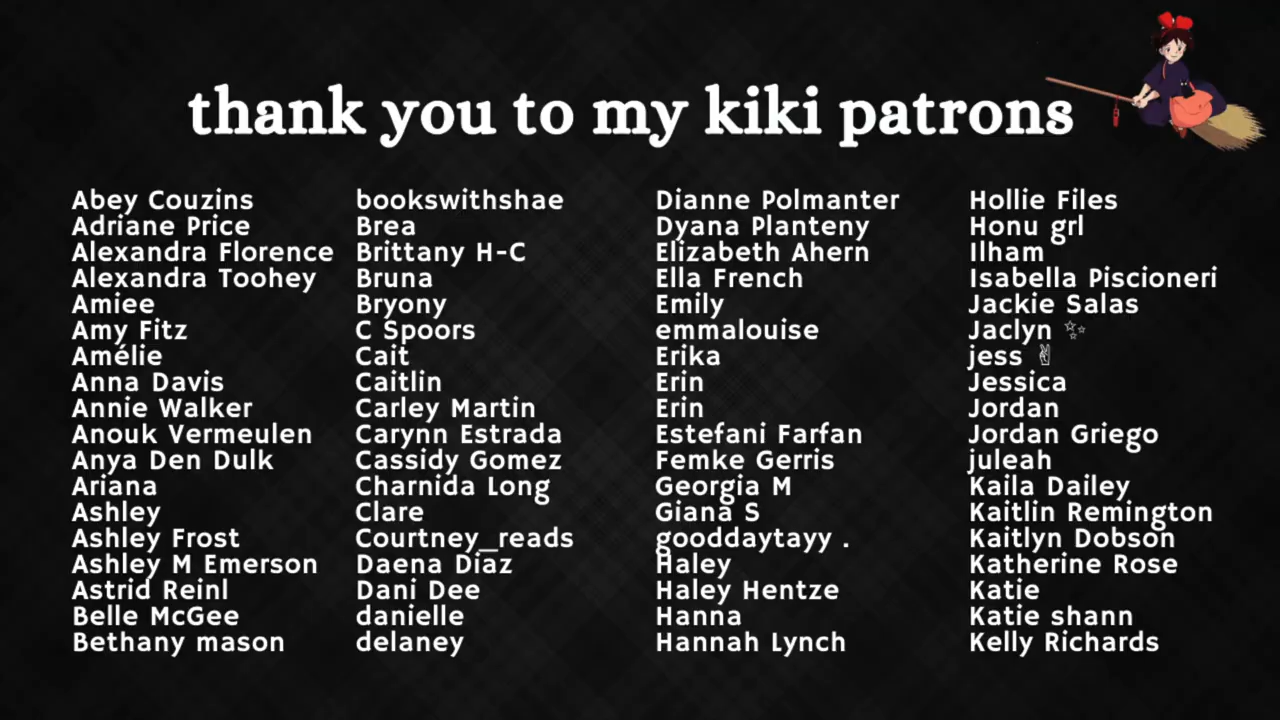 thank you to my kiki patrons
Abey Couzins
Adriane Price
Alexandra Florence
Alexandra Toohey
Amiee
Amy Fitz
Amélie
Anna Davis
Annie Walker
Anouk Vermeulen
Anya Den Dulk
Ariana
Ashley
Ashley Frost
Ashley M Emerson
Astrid Reinl
Belle McGee
Bethany mason
bookswithshae
Brea
Brittany H-C
Bruna
Bryony
C Spoors
Cait
Caitlin
Carley Martin
Carynn Estrada
Cassidy Gomez
Charnida Long
Clare
Courtney_reads
Daena Diaz
Dani Dee
danielle
delaney
Dianne Polmanter
Dyana Planteny
Elizabeth Ahern
Ella French
Emily
emmalouise
Erika
Erin
Erin
Estefani Farfan
Femke Gerris
Georgia M
Giana S
gooddaytayy .
Haley
Haley Hentze
Hanna
Hannah Lynch
Hollie Files
Honu grl
Ilham
Isabella Piscioneri
Jackie Salas
Jaclyn ✨
jess ✌
Jessica
Jordan
Jordan Griego
juleah
Kaila Dailey
Kaitlin Remington
Kaitlyn Dobson
Katherine Rose
Katie
Katie shann
Kelly Richards